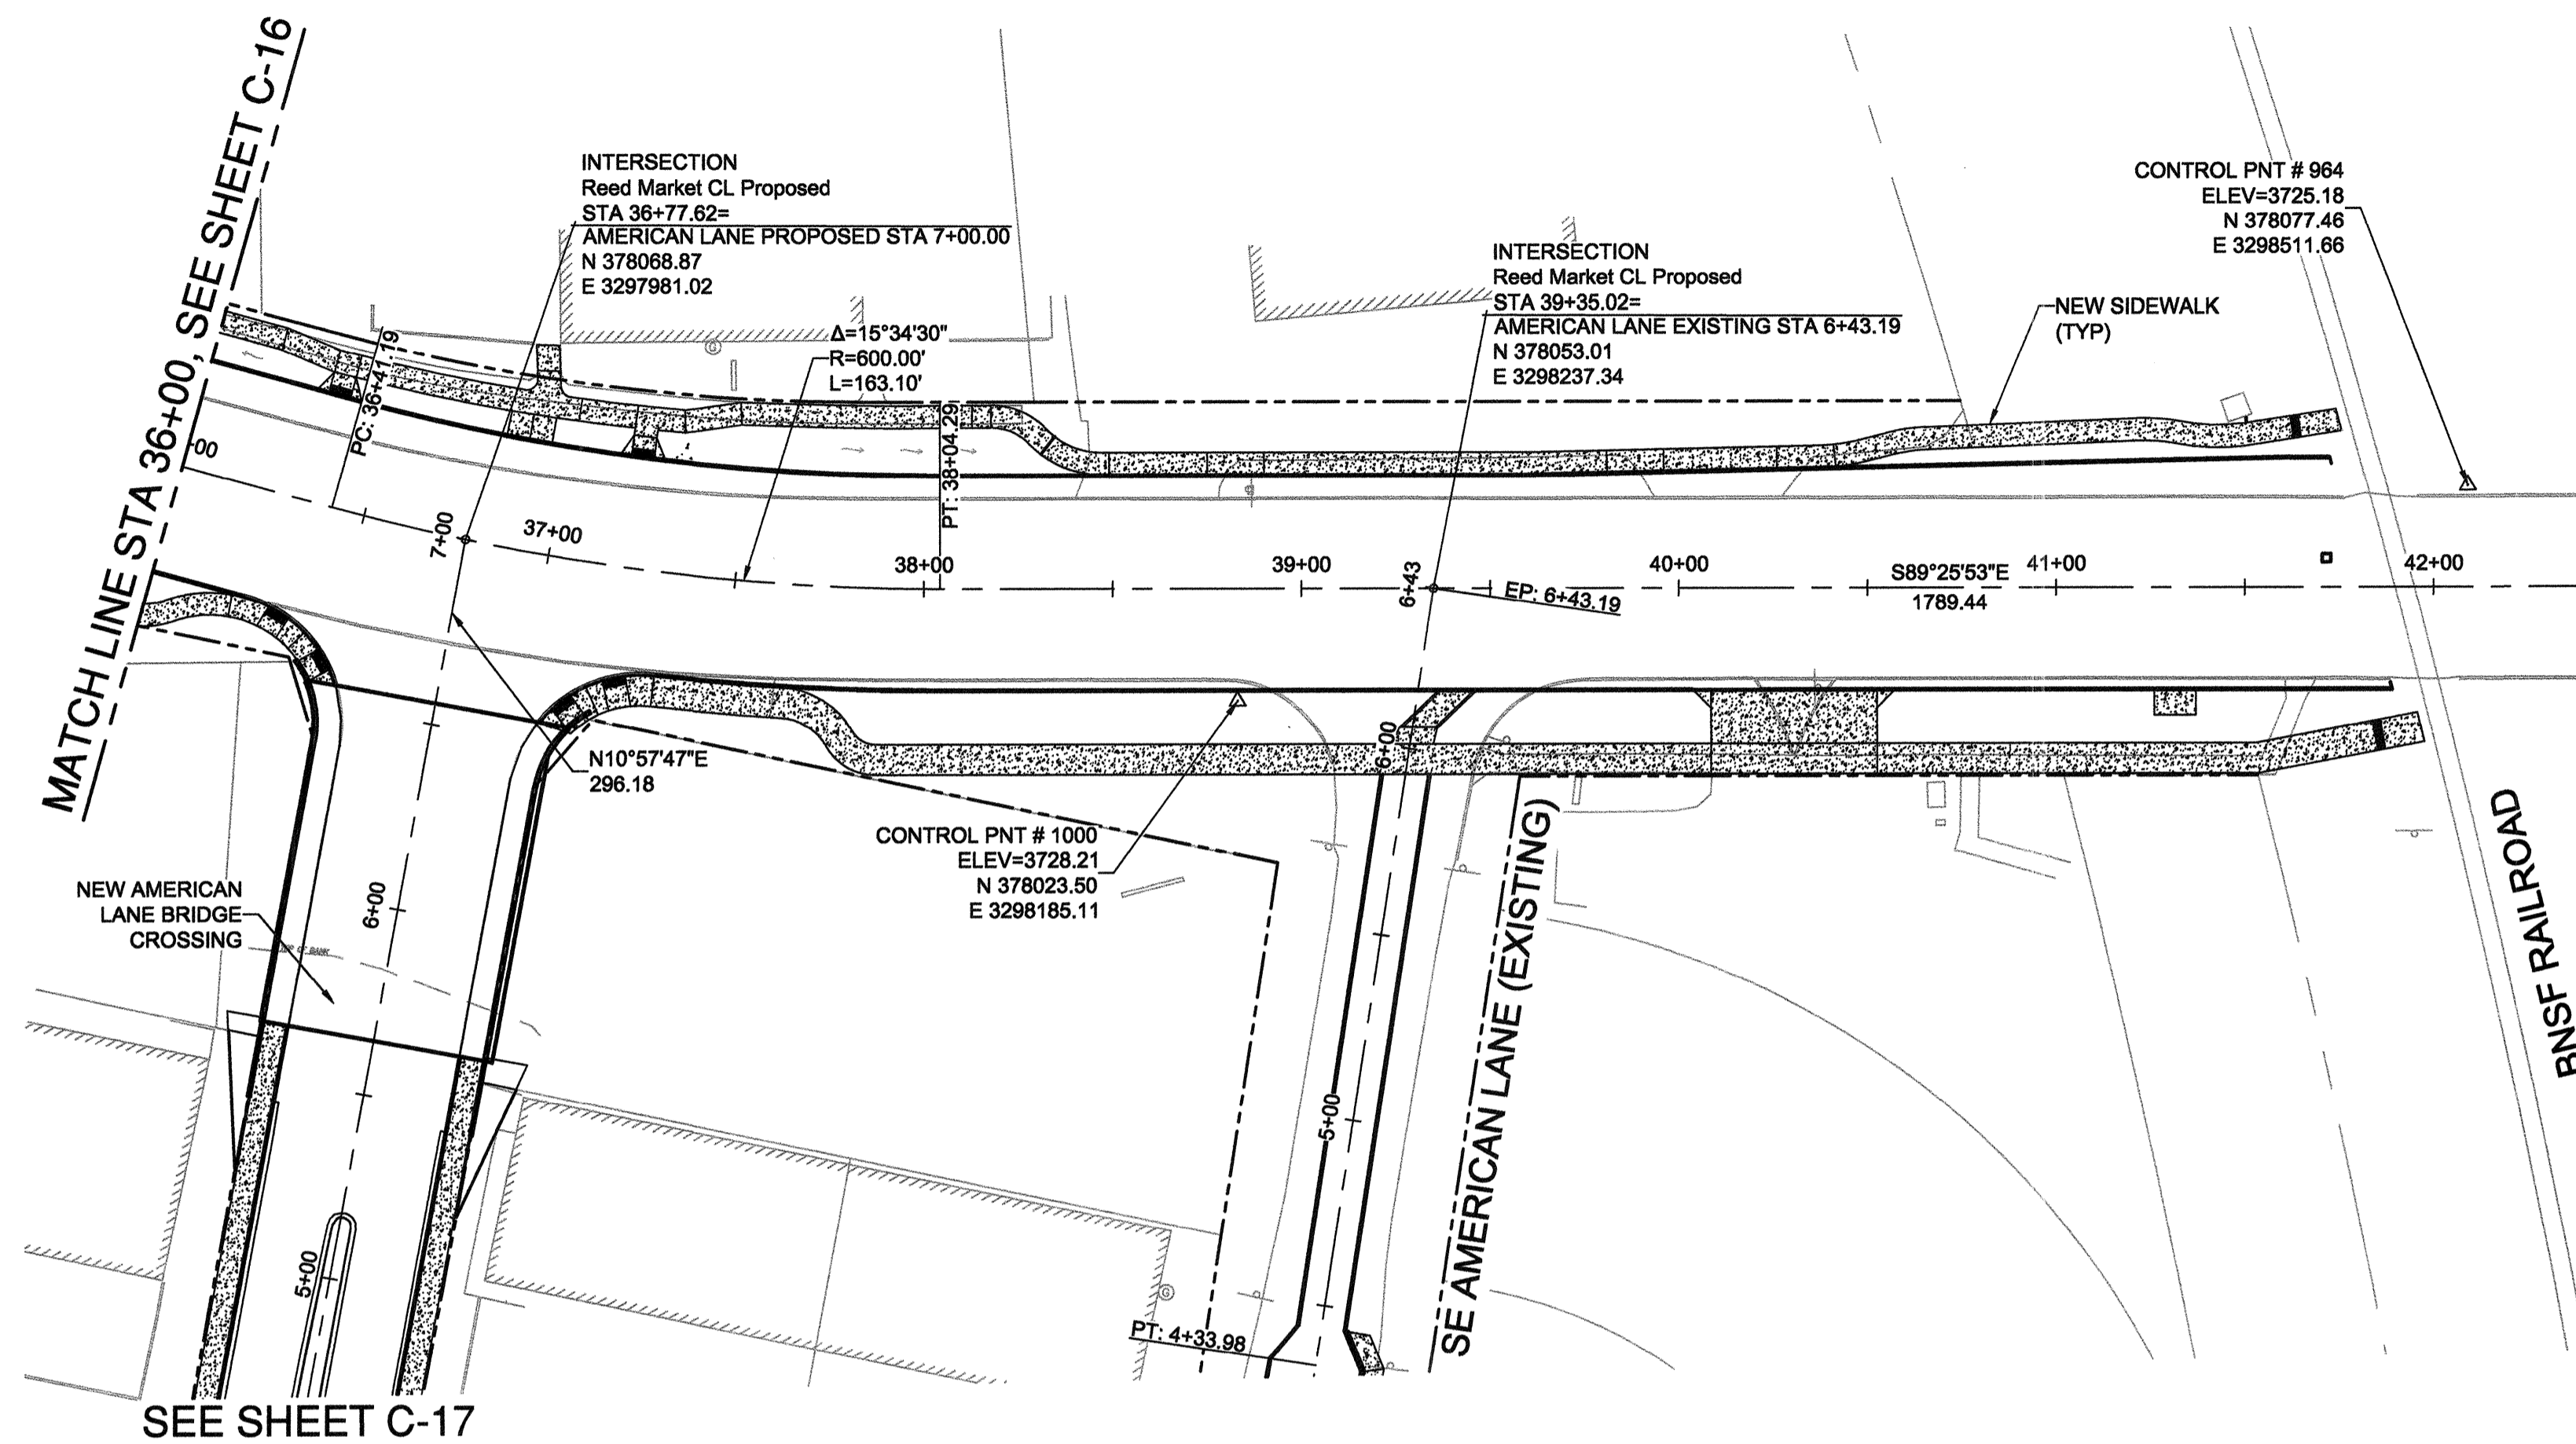 MATCH LINE STA 36+00, SEE SHEET C-16
INTERSECTION
Reed Market CL Proposed
STA 36+77.62=
AMERICAN LANE PROPOSED STA 7+00.00
N 378068.87
E 3297981.02
INTERSECTION
Reed Market CL Proposed
STA 39+35.02=
AMERICAN LANE EXISTING STA 6+43.19
N 378053.01
E 3298237.34
CONTROL PNT # 964
ELEV=3725.18
N 378077.46
E 3298511.66
NEW SIDEWALK
(TYP)
Δ=15°34'30"
R=600.00'
L=163.10'
G
PC: 36+41.19
PT: 38+04.29
-00
7+00
37+00
38+00
39+00
6+43
EP: 6+43.19
40+00
S89°25'53"E
1789.44
41+00
42+00
N10°57'47"E
296.18
6+00
CONTROL PNT # 1000
ELEV=3728.21
N 378023.50
E 3298185.11
NEW AMERICAN
LANE BRIDGE
CROSSING
TOP OF BANK
6+00
5+00
5+00
G
PT: 4+33.98
SE AMERICAN LANE (EXISTING)
BNSF RAILROAD
SEE SHEET C-17